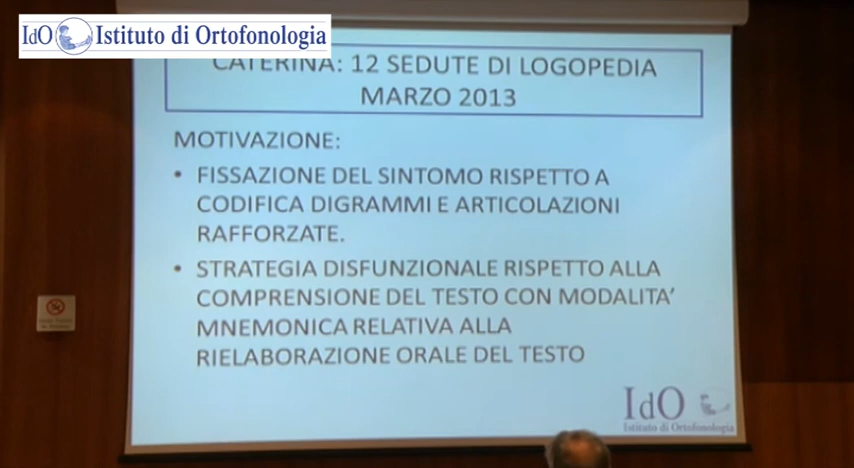 IdO Istituto di Ortofonologia
CATERINA: 12 SEDUTE DI LOGOPEDIA
MARZO 2013
MOTIVAZIONE:
• FISSAZIONE DEL SINTOMO RISPETTO A
CODIFICA DIGRAMMI E ARTICOLAZIONI
RAFFORZATE.
• STRATEGIA DISFUNZIONALE RISPETTO ALLA
COMPRENSIONE DEL TESTO CON MODALITA'
MNEMONICA RELATIVA ALLA
RIELABORAZIONE ORALE DEL TESTO
IdO
Istituto di Ortofonologia